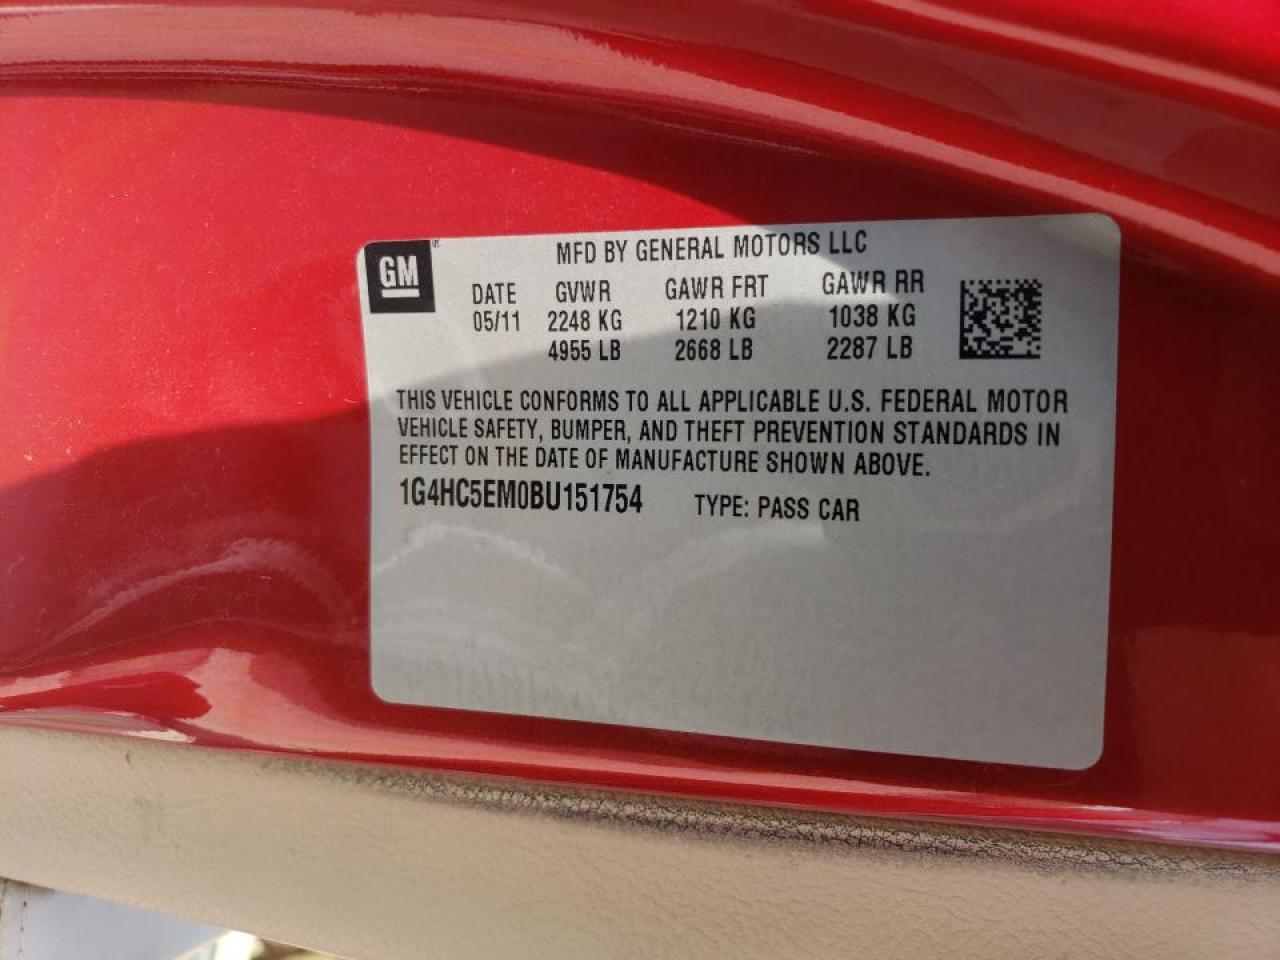 GM
MFD BY GENERAL MOTORS LLC
DATE GVWR GAWR FRT GAWR RR
05/11 2248 KG 1210 KG 1038 KG
4955 LB 2668 LB 2287 LB
THIS VEHICLE CONFORMS TO ALL APPLICABLE U.S. FEDERAL MOTOR
VEHICLE SAFETY, BUMPER, AND THEFT PREVENTION STANDARDS IN
EFFECT ON THE DATE OF MANUFACTURE SHOWN ABOVE.
1G4HC5EM0BU151754 TYPE: PASS CAR